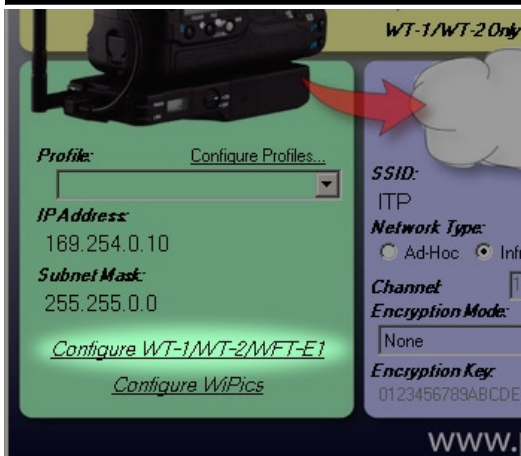 WT-1/WT-2 Only
Profile:
Configure Profiles...
IP Address:
169.254.0.10
Subnet Mask:
255.255.0.0
Configure WT-1/WT-2/WFT-E1
Configure WiPics
SSID:
ITP
Network Type:
Ad-Hoc
Channel:
1
Encryption Mode:
None
Encryption Key:
0123456789ABCDE
www.